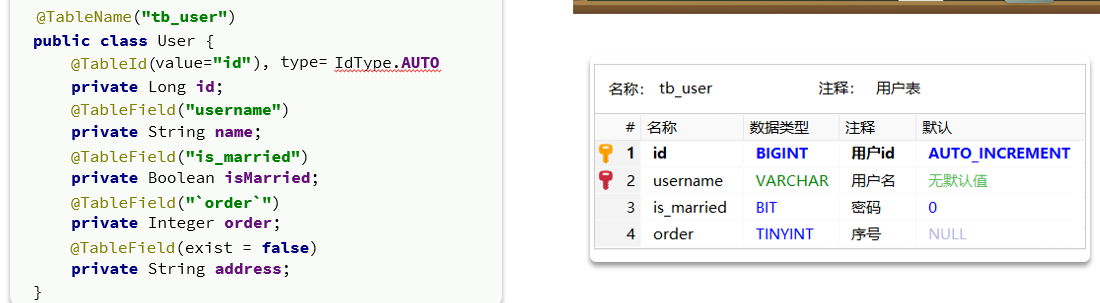 @TableName("tb_user")
public class User {
@TableId(value="id"), type= IdType.AUTO
private Long id;
@TableField("username")
private String name;
@TableField("is_married")
private Boolean isMarried;
@TableField("`order`")
private Integer order;
@TableField(exist = false)
private String address;
}
名称: tb_user 注释: 用户表
# 名称 数据类型 注释 默认
1 id BIGINT 用户id AUTO_INCREMENT
2 username VARCHAR 用户名 无默认值
3 is_married BIT 密码 0
4 order TINYINT 序号 NULL